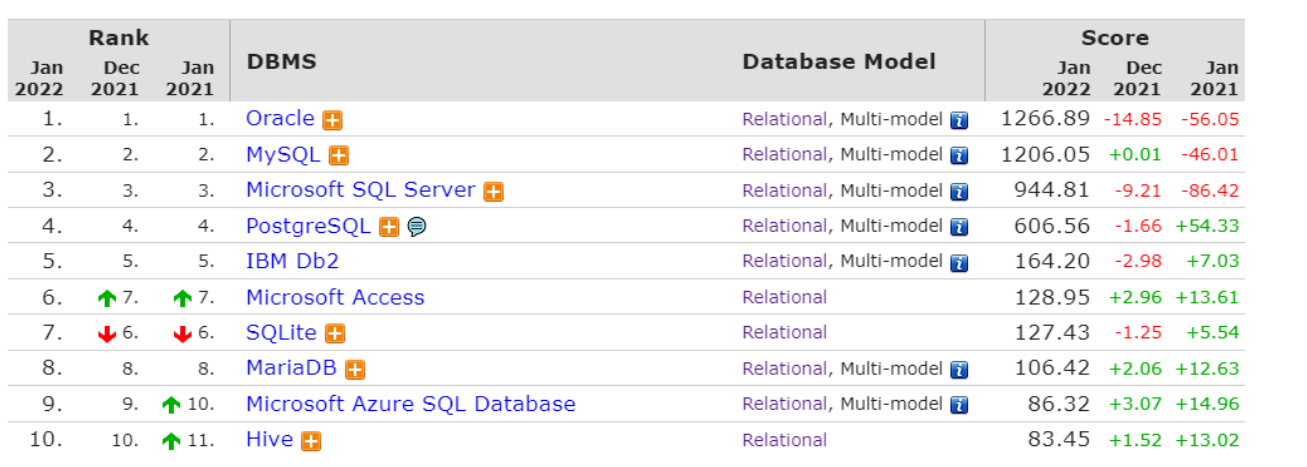 Rank Score
DBMS Database Model
Jan Dec Jan Jan Dec Jan
2022 2021 2021 2022 2021 2021
1. 1. 1. Oracle Relational, Multi-model i 1266.89 -14.85 -56.05
2. 2. 2. MySQL Relational, Multi-model i 1206.05 +0.01 -46.01
3. 3. 3. Microsoft SQL Server Relational, Multi-model i 944.81 -9.21 -86.42
4. 4. 4. PostgreSQL Relational, Multi-model i 606.56 -1.66 +54.33
5. 5. 5. IBM Db2 Relational, Multi-model i 164.20 -2.98 +7.03
6. 7. 7. Microsoft Access Relational 128.95 +2.96 +13.61
7. 6. 6. SQLite Relational 127.43 -1.25 +5.54
8. 8. 8. MariaDB Relational, Multi-model i 106.42 +2.06 +12.63
9. 9. 10. Microsoft Azure SQL Database Relational, Multi-model i 86.32 +3.07 +14.96
10. 10. 11. Hive Relational 83.45 +1.52 +13.02